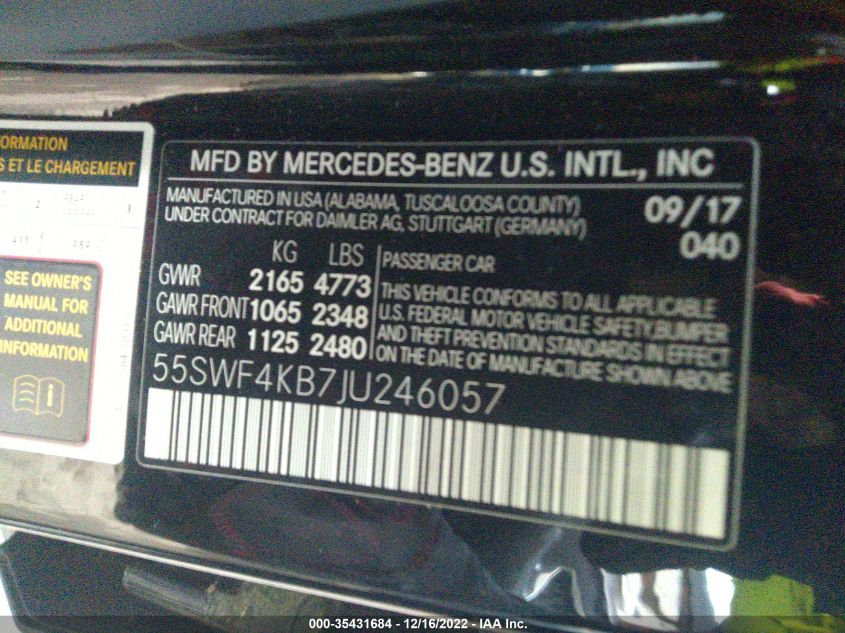 ORMATION
S ET LE CHARGEMENT
SEE OWNER'S
MANUAL FOR
ADDITIONAL
INFORMATION
MFD BY MERCEDES-BENZ U.S. INTL., INC
MANUFACTURED IN USA (ALABAMA, TUSCALOOSA COUNTY)
UNDER CONTRACT FOR DAIMLER AG, STUTTGART (GERMANY)
09/17
040
KG LBS
GVWR 2165 4773
GAWR FRONT 1065 2348
GAWR REAR 1125 2480
PASSENGER CAR
THIS VEHICLE CONFORMS TO ALL APPLICABLE
U.S. FEDERAL MOTOR VEHICLE SAFETY, BUMPER
AND THEFT PREVENTION STANDARDS IN EFFECT
ON THE DATE OF MANUFACTURE SHOWN ABOVE
55SWF4KB7JU246057
000-35431684 - 12/16/2022 - IAA Inc.